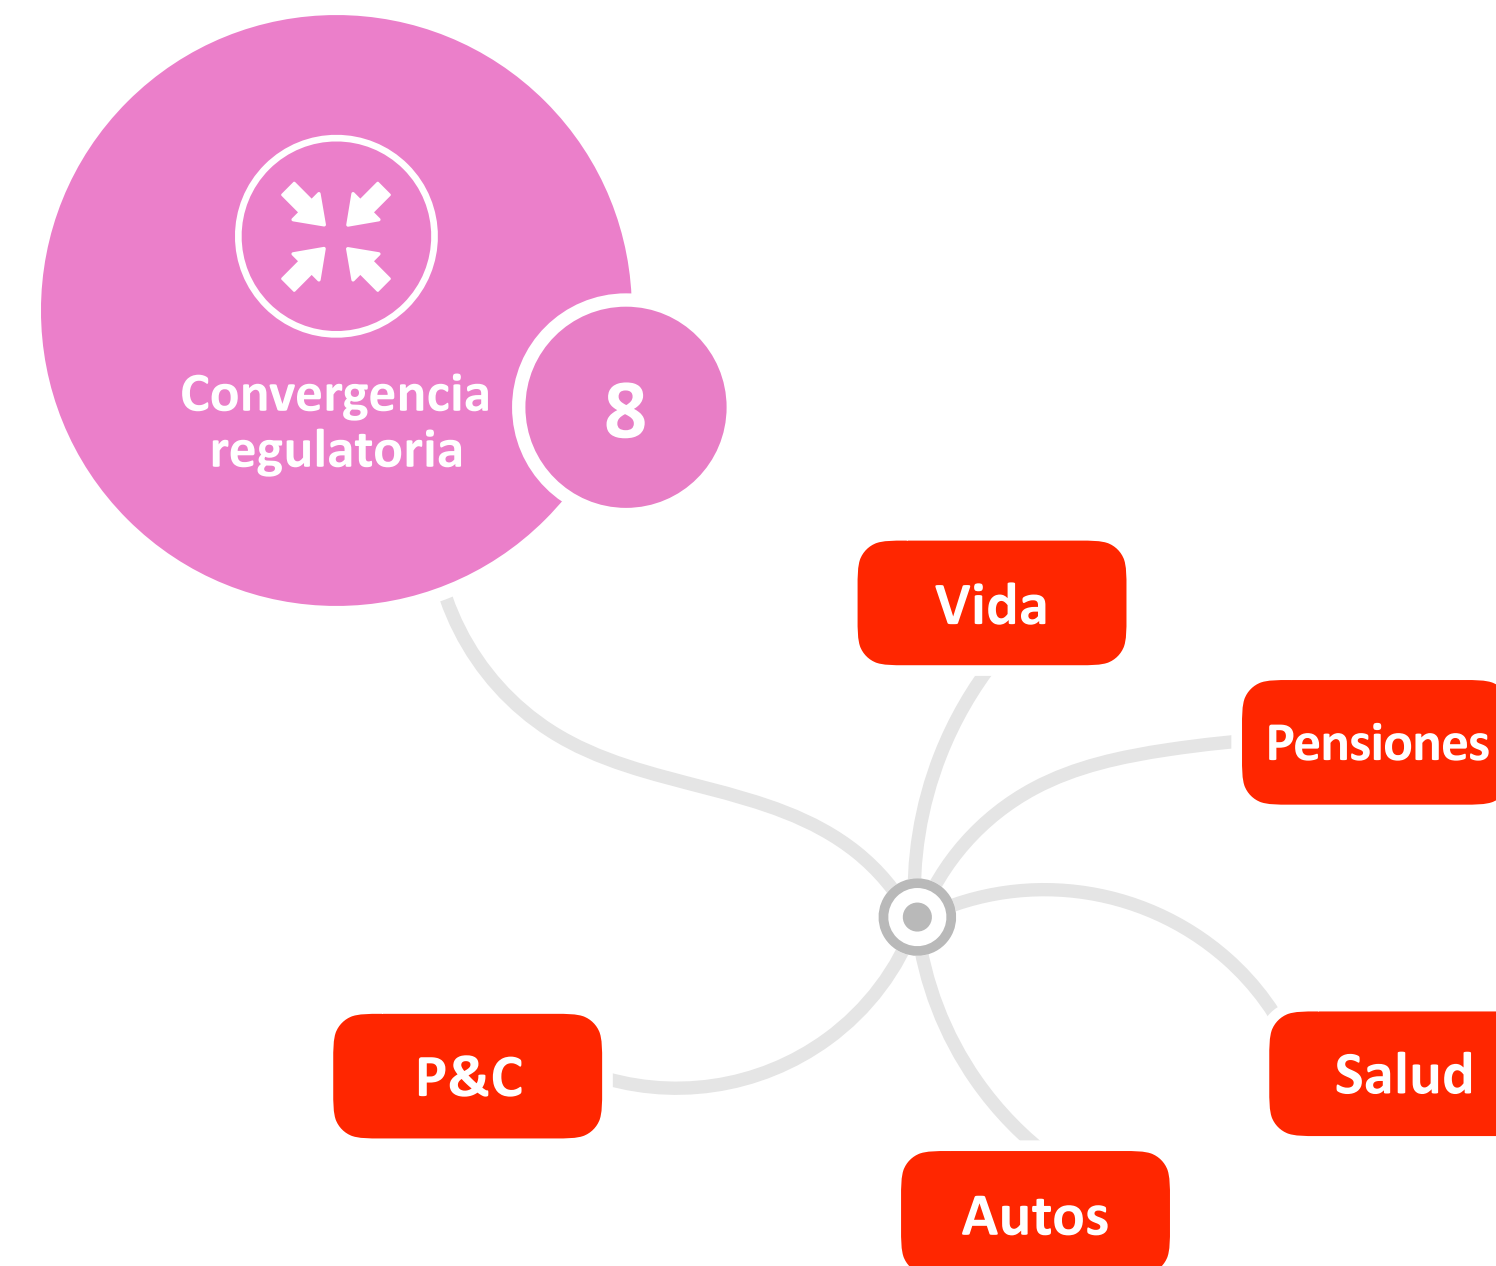 Convergencia
regulatoria
8
Vida
Pensiones
P&C
Salud
Autos